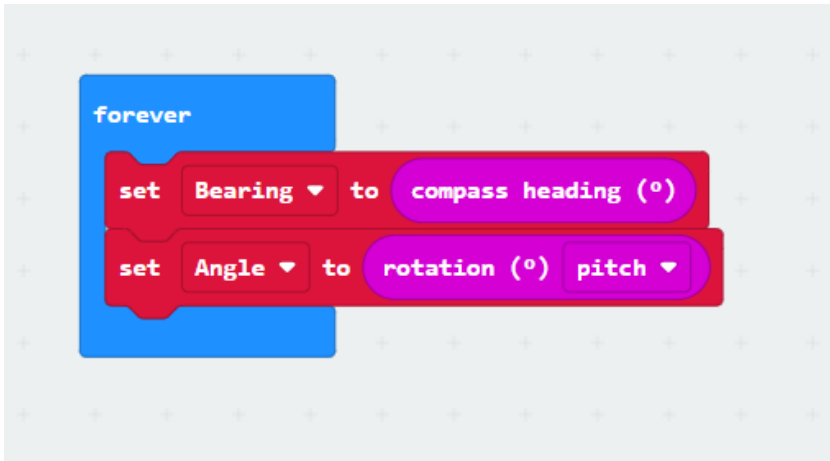 forever
set Bearing to compass heading (º)
set Angle to rotation (º) pitch